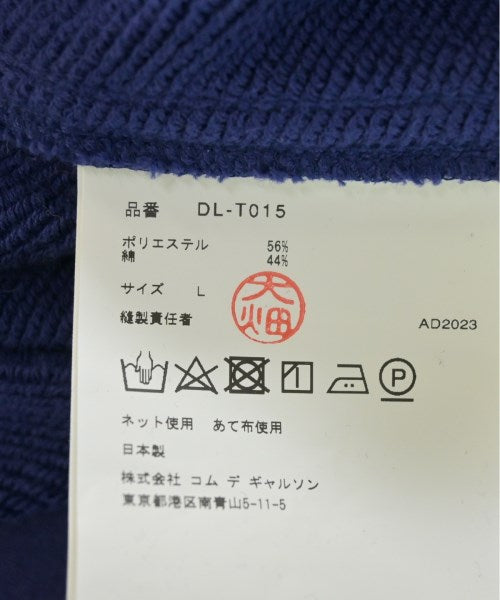 品番 DL-T015
ポリエステル 56%
綿 44%
サイズ L
大畑
縫製責任者
AD2023
ネット使用 あて布使用
日本製
株式会社 コム デ ギャルソン
東京都港区南青山5-11-5